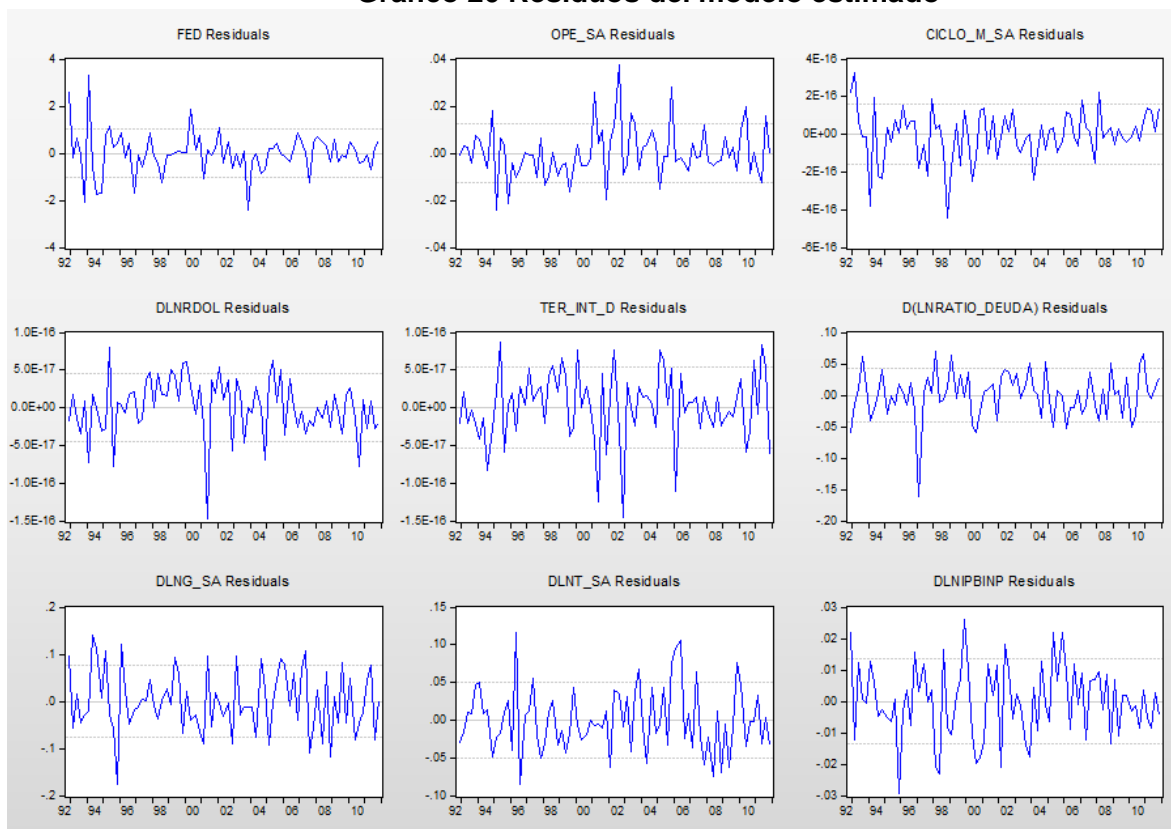 Gráfico 10 Residuos del modelo estimado
FED Residuals
4
2
0
-2
-4
92 94 96 98 00 02 04 06 08 10
OPE_SA Residuals
.04
.02
.00
-.02
-.04
92 94 96 98 00 02 04 06 08 10
CICLO_M_SA Residuals
4E-16
2E-16
0E+00
-2E-16
-4E-16
-6E-16
92 94 96 98 00 02 04 06 08 10
DLNRDOL Residuals
1.0E-16
5.0E-17
0.0E+00
-5.0E-17
-1.0E-16
-1.5E-16
92 94 96 98 00 02 04 06 08 10
TER_INT_D Residuals
1.0E-16
5.0E-17
0.0E+00
-5.0E-17
-1.0E-16
-1.5E-16
92 94 96 98 00 02 04 06 08 10
D(LNRATIO_DEUDA) Residuals
.10
.05
.00
-.05
-.10
-.15
-.20
92 94 96 98 00 02 04 06 08 10
DLNG_SA Residuals
.2
.1
.0
-.1
-.2
92 94 96 98 00 02 04 06 08 10
DLNT_SA Residuals
.15
.10
.05
.00
-.05
-.10
92 94 96 98 00 02 04 06 08 10
DLNIPBINP Residuals
.03
.02
.01
.00
-.01
-.02
-.03
92 94 96 98 00 02 04 06 08 10